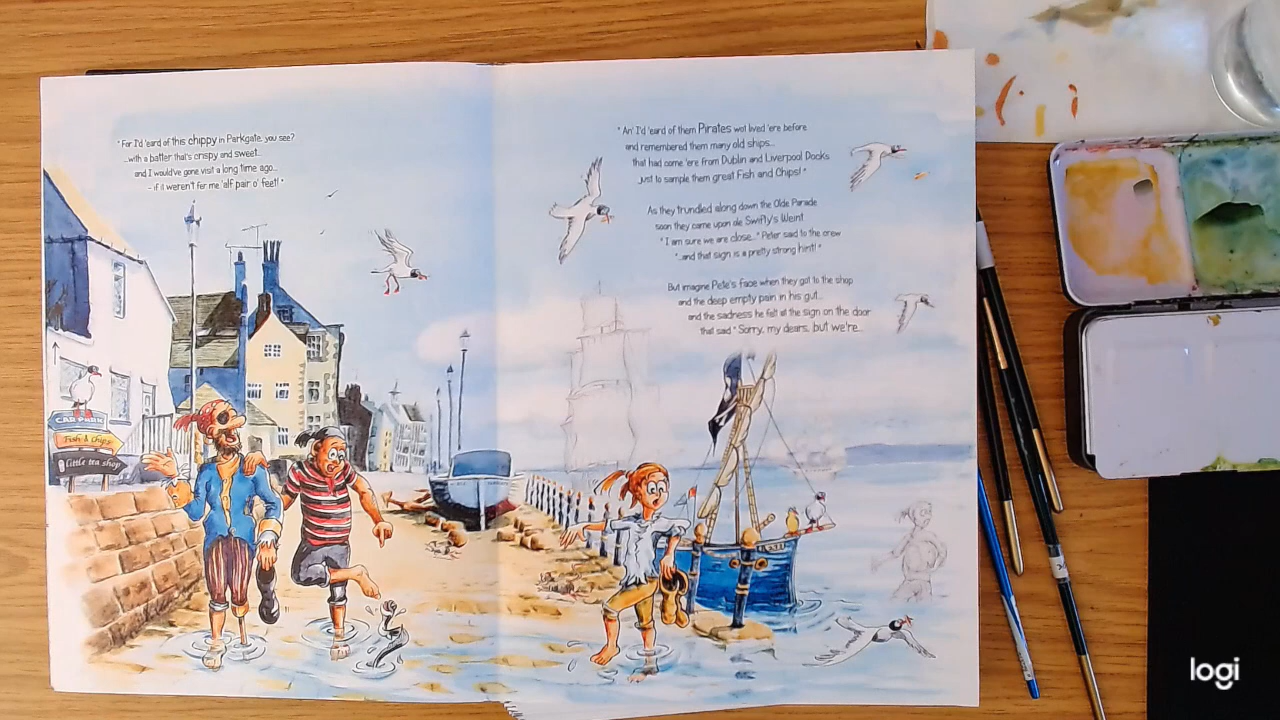 "For I'd 'eard of this chippy in Parkgate, you see?
...with a batter that's crispy and sweet...
and I would've gone visit a long time ago...
- if it weren't fer me 'alf pair o' feet! "
" An' I'd 'eard of them Pirates wot lived 'ere before
and remembered them many old ships...
that had come 'ere from Dublin and Liverpool Docks
just to sample them great Fish and Chips! "
As they trundled along down the Olde Parade
soon they came upon ole Swifty's Weint
" I am sure we are close..." Peter said to the crew
"...and that sign is a pretty strong hint! "
But imagine Pete's face when they got to the shop
and the deep empty pain in his gut...
and the sadness he felt at the sign on the door
that said " Sorry, my dears, but we're...
CAR PARK
Fish & Chips
Little tea shop
logi